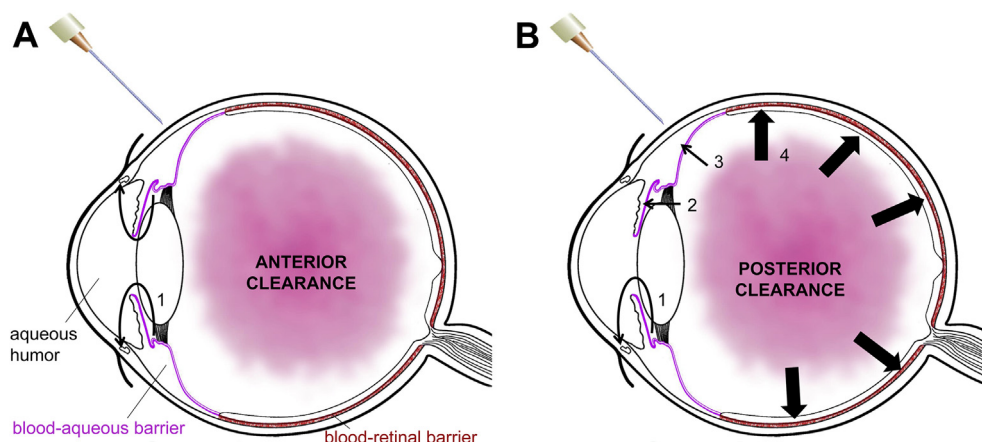 A
ANTERIOR
CLEARANCE
1
aqueous
humor
blood-aqueous barrier
blood-retinal barrier
B
3
4
2
POSTERIOR
CLEARANCE
1